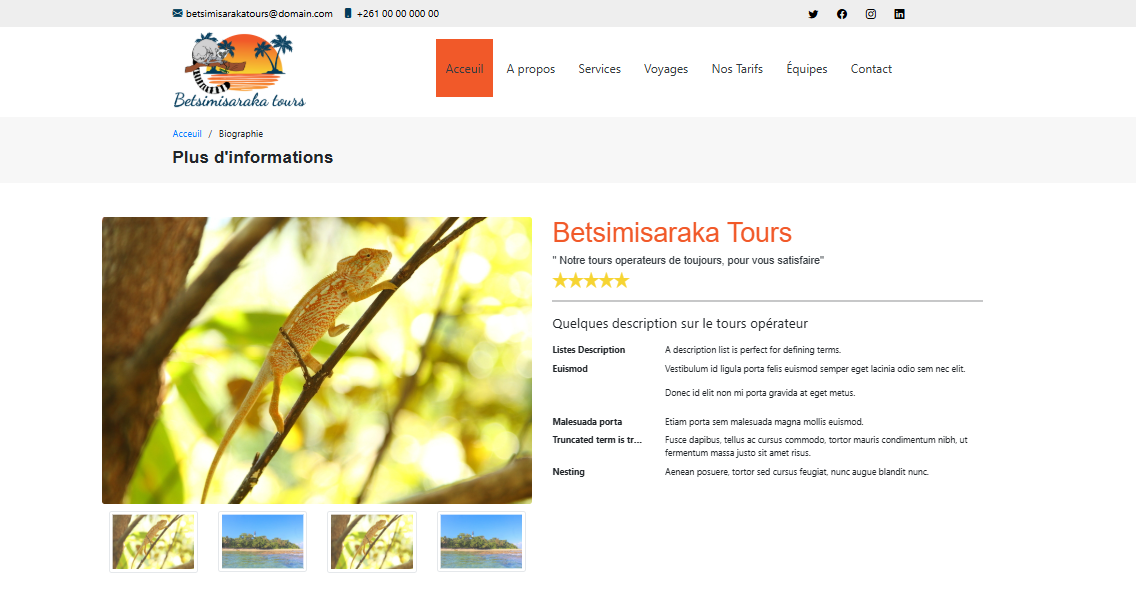 betsimisarakatours@domain.com +261 00 00 000 00
Betsimisaraka tours
Acceuil A propos Services Voyages Nos Tarifs Équipes Contact
Acceuil / Biographie
Plus d'informations
Betsimisaraka Tours
" Notre tours operateurs de toujours, pour vous satisfaire"
Quelques description sur le tours opérateur
Listes Description A description list is perfect for defining terms.
Euismod Vestibulum id ligula porta felis euismod semper eget lacinia odio sem nec elit.
Donec id elit non mi porta gravida at eget metus.
Malesuada porta Etiam porta sem malesuada magna mollis euismod.
Truncated term is tr... Fusce dapibus, tellus ac cursus commodo, tortor mauris condimentum nibh, ut
fermentum massa justo sit amet risus.
Nesting Aenean posuere, tortor sed cursus feugiat, nunc augue blandit nunc.